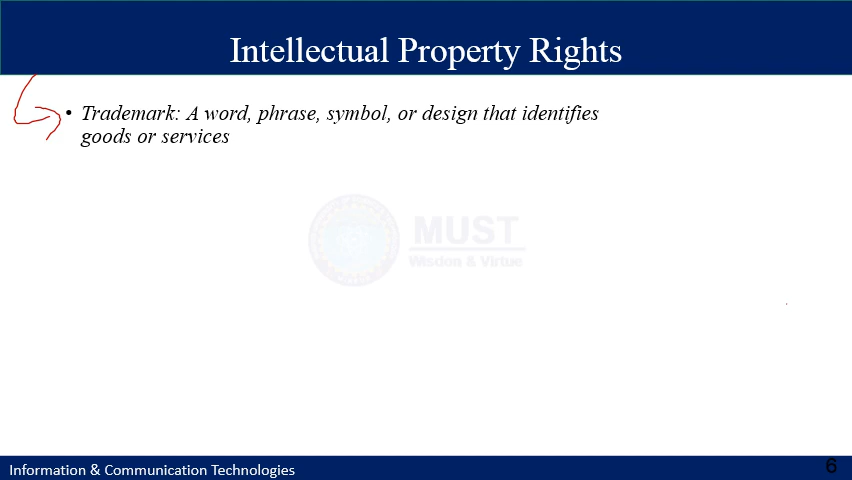 Intellectual Property Rights
• Trademark: A word, phrase, symbol, or design that identifies
goods or services
MUST
Wisdom & Virtue
Information & Communication Technologies
6